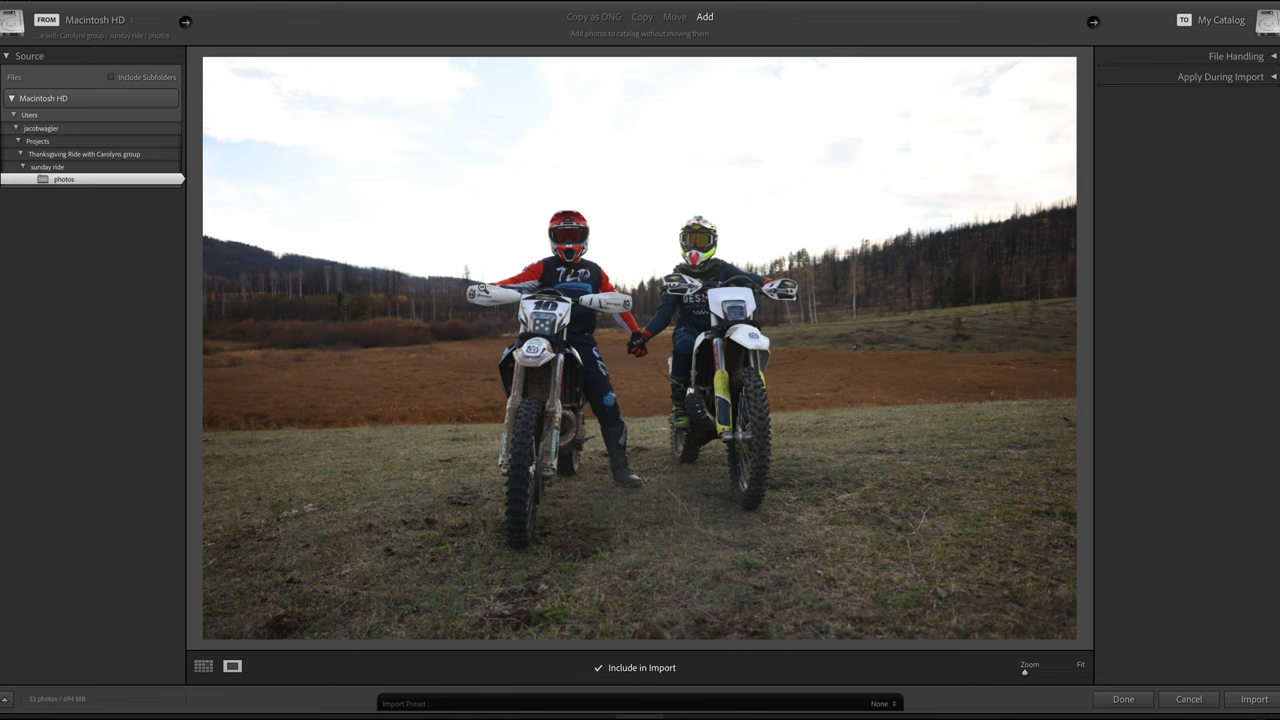 FROM Macintosh HD
...e with Carolyns group / sunday ride / photos
Copy as DNG Copy Move Add
Add photos to catalog without moving them
TO My Catalog
Source
Files Include Subfolders
Macintosh HD
Users
jacobwagler
Projects
Thanksgiving Ride with Carolyns group
sunday ride
photos
File Handling
Apply During Import
TLD
10
DES
Include in Import
Zoom Fit
33 photos / 694 MB
Import Preset : None
Done Cancel Import